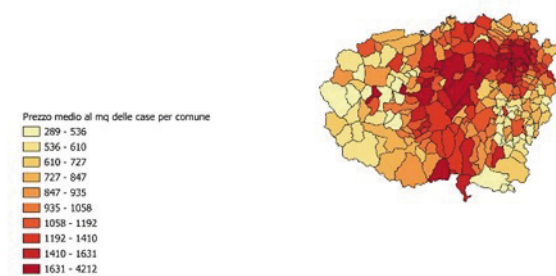 Prezzo medio al mq delle case per comune
289 - 536
536 - 610
610 - 727
727 - 847
847 - 935
935 - 1058
1058 - 1192
1192 - 1410
1410 - 1631
1631 - 4212